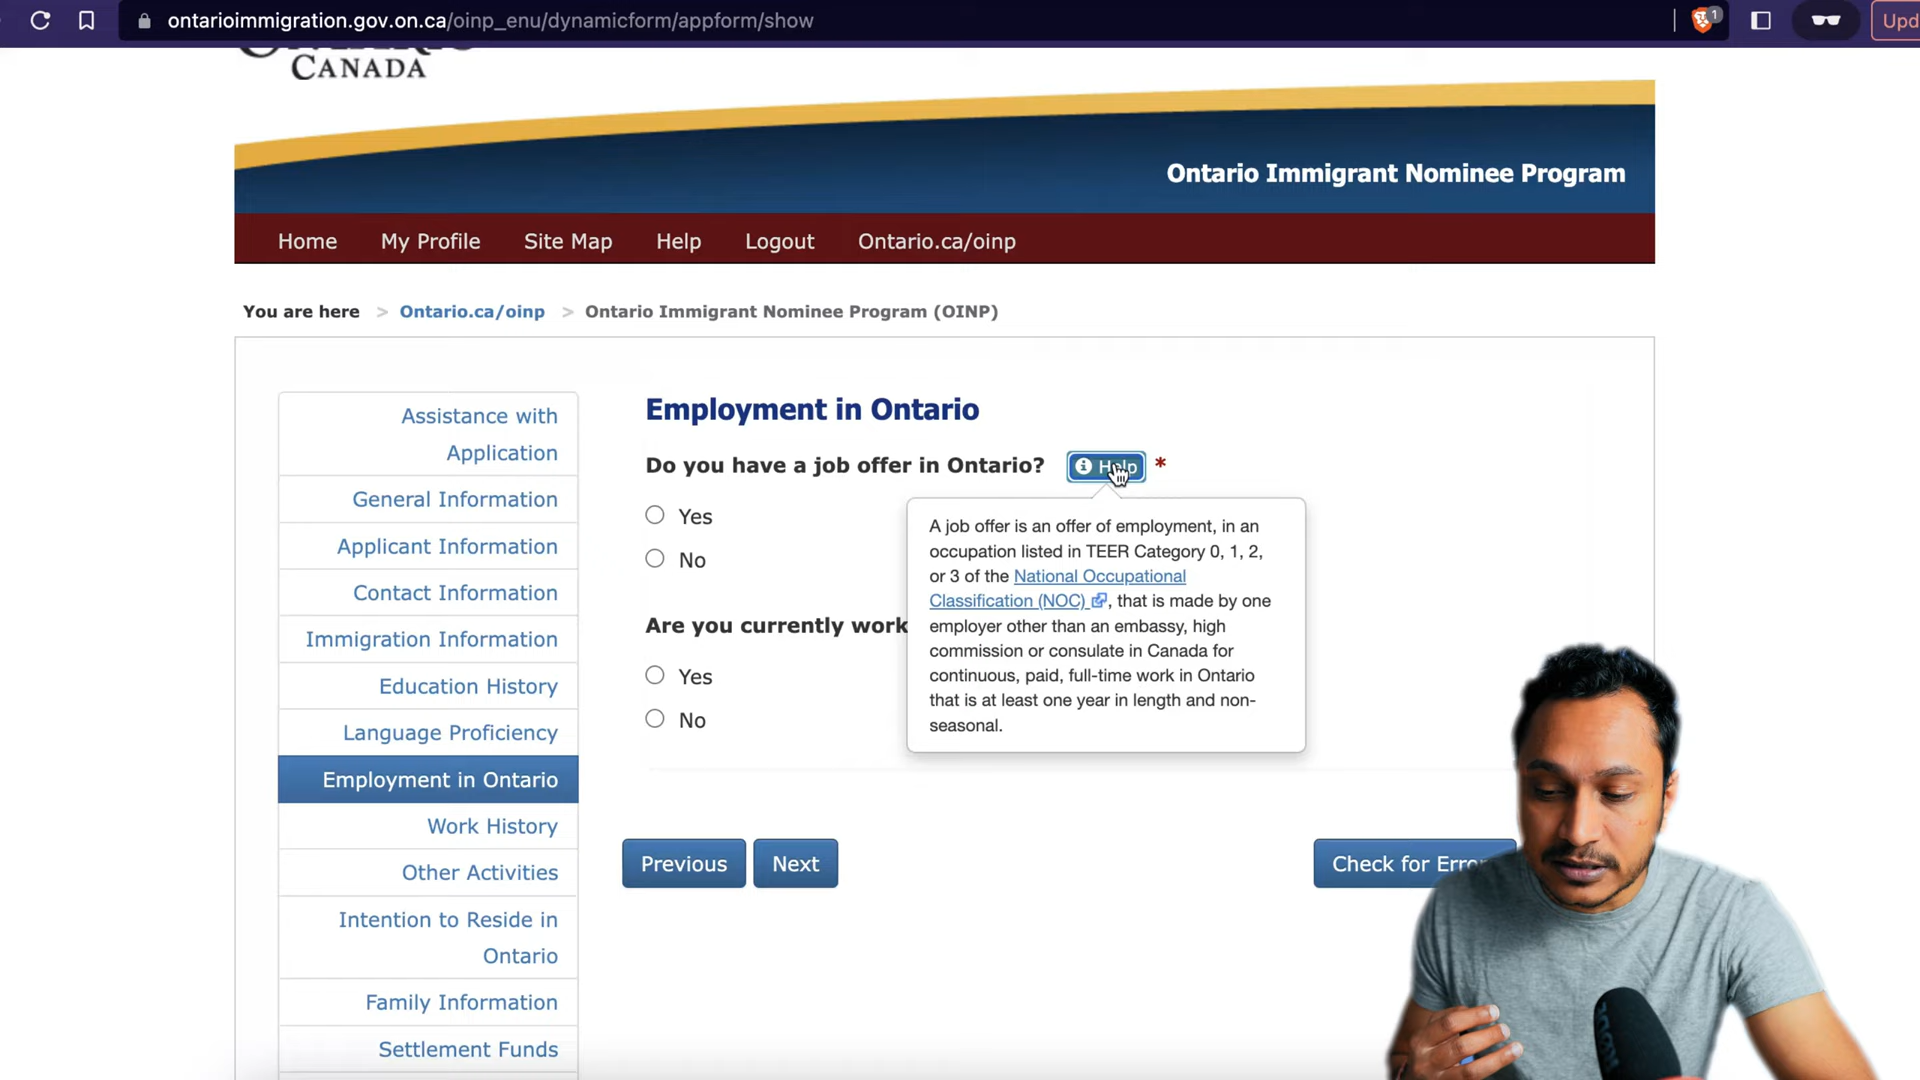 ontarioimmigration.gov.on.ca/oinp_enu/dynamicform/appform/show
1
CANADA
Ontario Immigrant Nominee Program
Home My Profile Site Map Help Logout Ontario.ca/oinp
You are here > Ontario.ca/oinp > Ontario Immigrant Nominee Program (OINP)
Assistance with
Application
General Information
Applicant Information
Contact Information
Immigration Information
Education History
Language Proficiency
Employment in Ontario
Work History
Other Activities
Intention to Reside in
Ontario
Family Information
Settlement Funds
Employment in Ontario
Do you have a job offer in Ontario? Help *
Yes
No
A job offer is an offer of employment, in an
occupation listed in TEER Category 0, 1, 2,
or 3 of the National Occupational
Classification (NOC) , that is made by one
employer other than an embassy, high
commission or consulate in Canada for
continuous, paid, full-time work in Ontario
that is at least one year in length and non-
seasonal.
Are you currently work
Yes
No
Previous Next Check for Erro